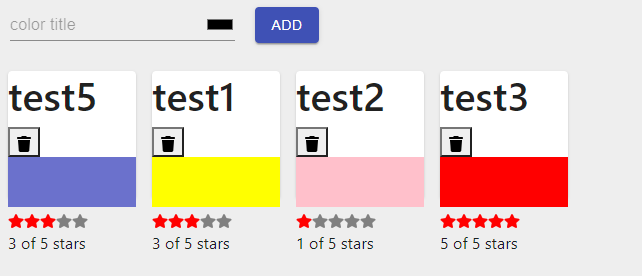 color title ADD
test5 test1 test2 test3
3 of 5 stars 3 of 5 stars 1 of 5 stars 5 of 5 stars